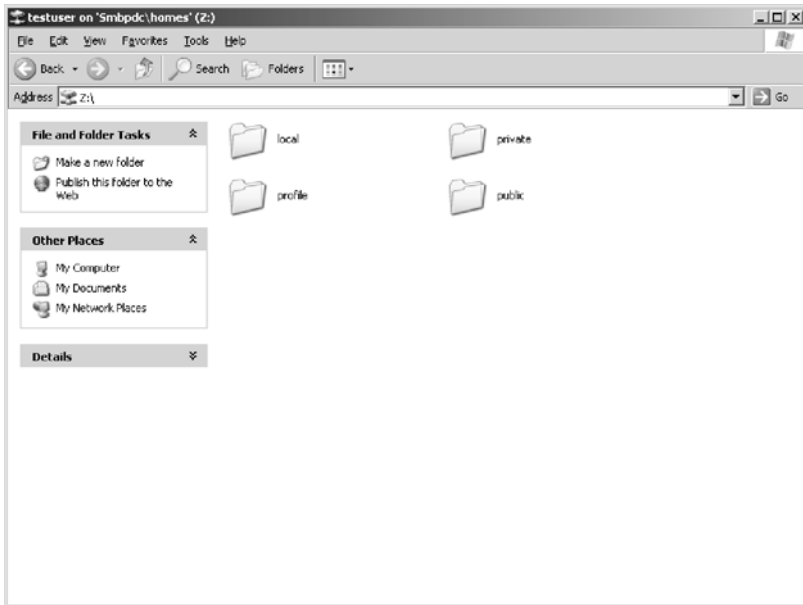 testuser on 'Smbpdc\homes' (Z:)
File Edit View Favorites Tools Help
Back Search Folders
Address Z:\ Go
File and Folder Tasks
Make a new folder
Publish this folder to the
Web
Other Places
My Computer
My Documents
My Network Places
Details
local private
profile public